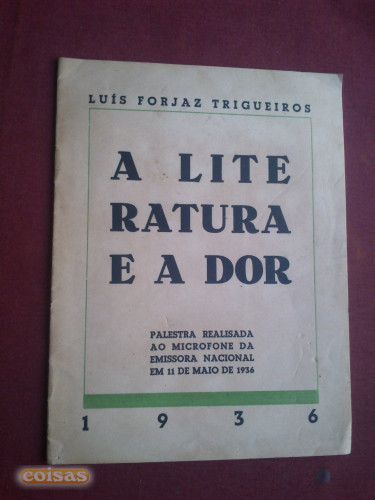 LUÍS FORJAZ TRIGUEIROS
A LITE
RATURA
E A DOR
PALESTRA REALISADA
AO MICROFONE DA
EMISSORA NACIONAL
EM 11 DE MAIO DE 1936
1 9 3 6
coisas